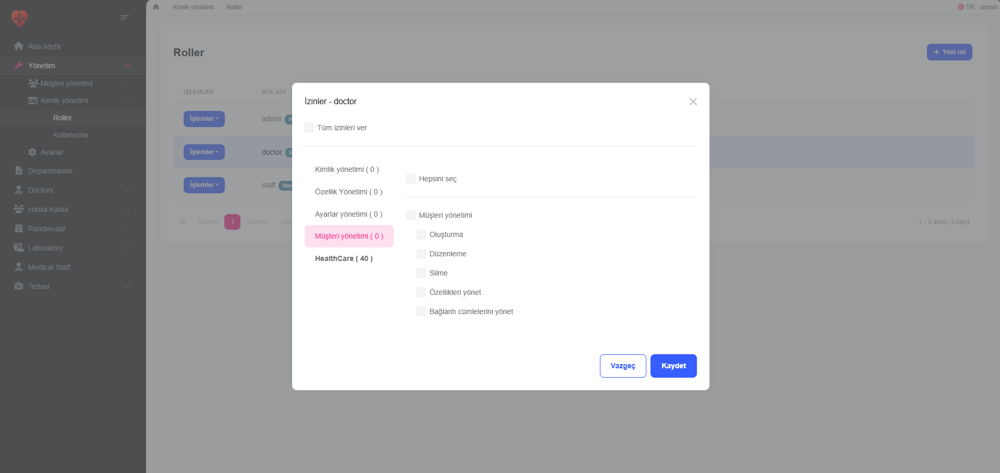 Kimlik yönetimi
Roller
TR
admin
Ana sayfa
Yönetim
Müşteri yönetimi
Kimlik yönetimi
Roller
Kullanıcılar
Ayarlar
Departmanlar
Doctors
Hasta Kabul
Randevular
Laboratory
Medical Staff
Tedavi
Roller
+ Yeni rol
İŞLEMLER
ROL ADI
İşlemler
admin
H
İşlemler
doctor
H
İşlemler
staff
Her
İlk
Önceki
1
Sonraki
Son
1 - 3 arası, 3 kayıt
İzinler - doctor
Tüm izinleri ver
Kimlik yönetimi ( 0 )
Özellik Yönetimi ( 0 )
Ayarlar yönetimi ( 0 )
Müşteri yönetimi ( 0 )
HealthCare ( 40 )
Hepsini seç
Müşteri yönetimi
Oluşturma
Düzenleme
Silme
Özellikleri yönet
Bağlantı cümlelerini yönet
Vazgeç
Kaydet